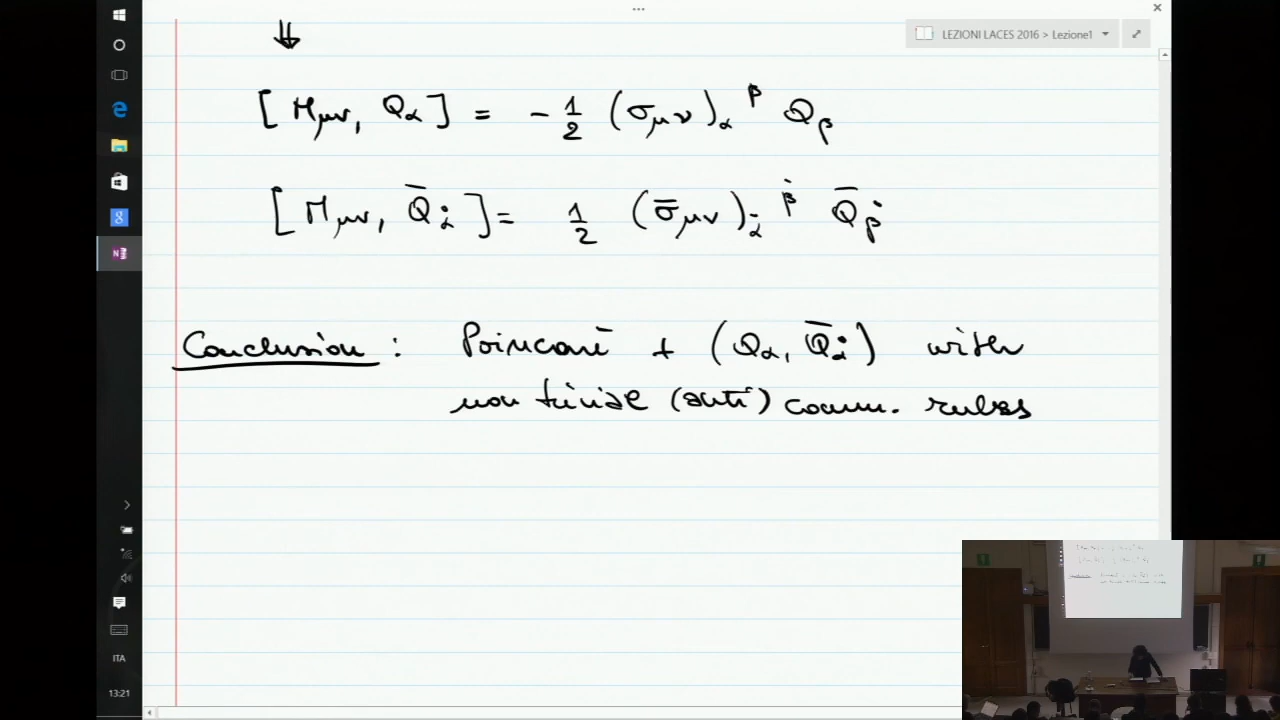 LEZIONI LACES 2016 > Lezione1
⇓
[ M_μν, Q_α ] = - 1/2 (σ_μν)_α^β Q_β
[ M_μν, Q̄_α̇ ] = 1/2 (σ̄_μν)_α̇^β̇ Q̄_β̇
Conclusion : Poincaré + (Q_α, Q̄_α̇) with
non trivial (anti) comm. rules
ITA
13:21